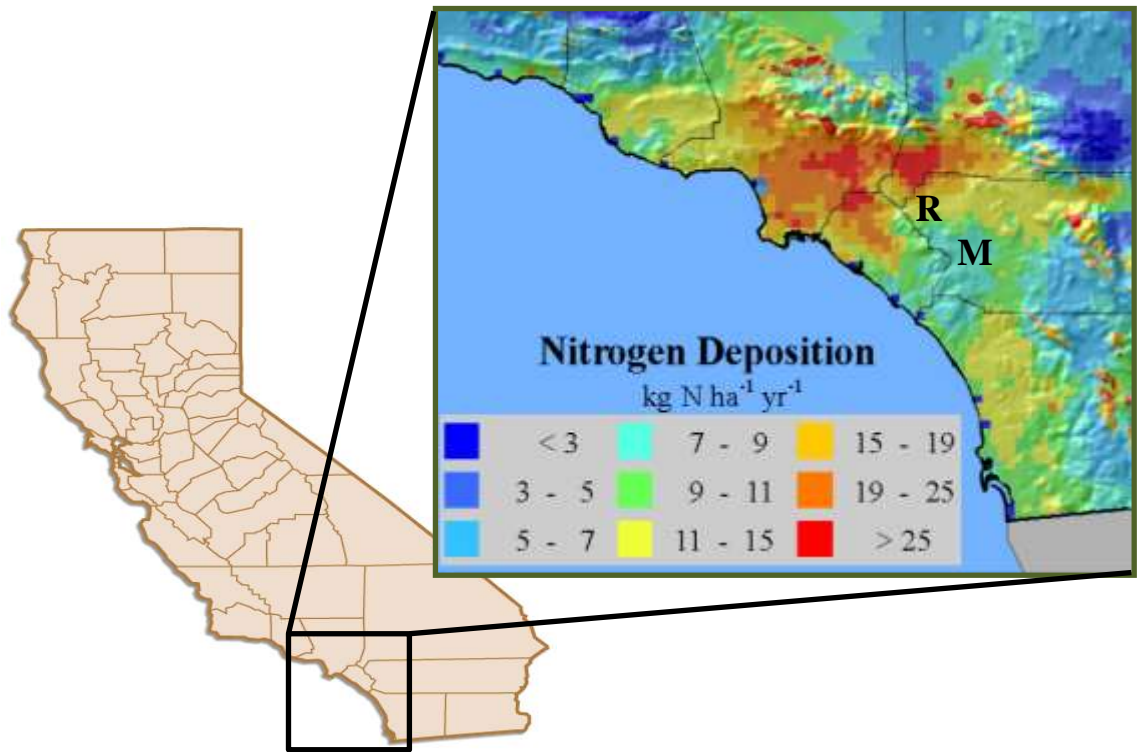 R
M
Nitrogen Deposition
kg N ha⁻¹ yr⁻¹
< 3 7 - 9 15 - 19
3 - 5 9 - 11 19 - 25
5 - 7 11 - 15 > 25